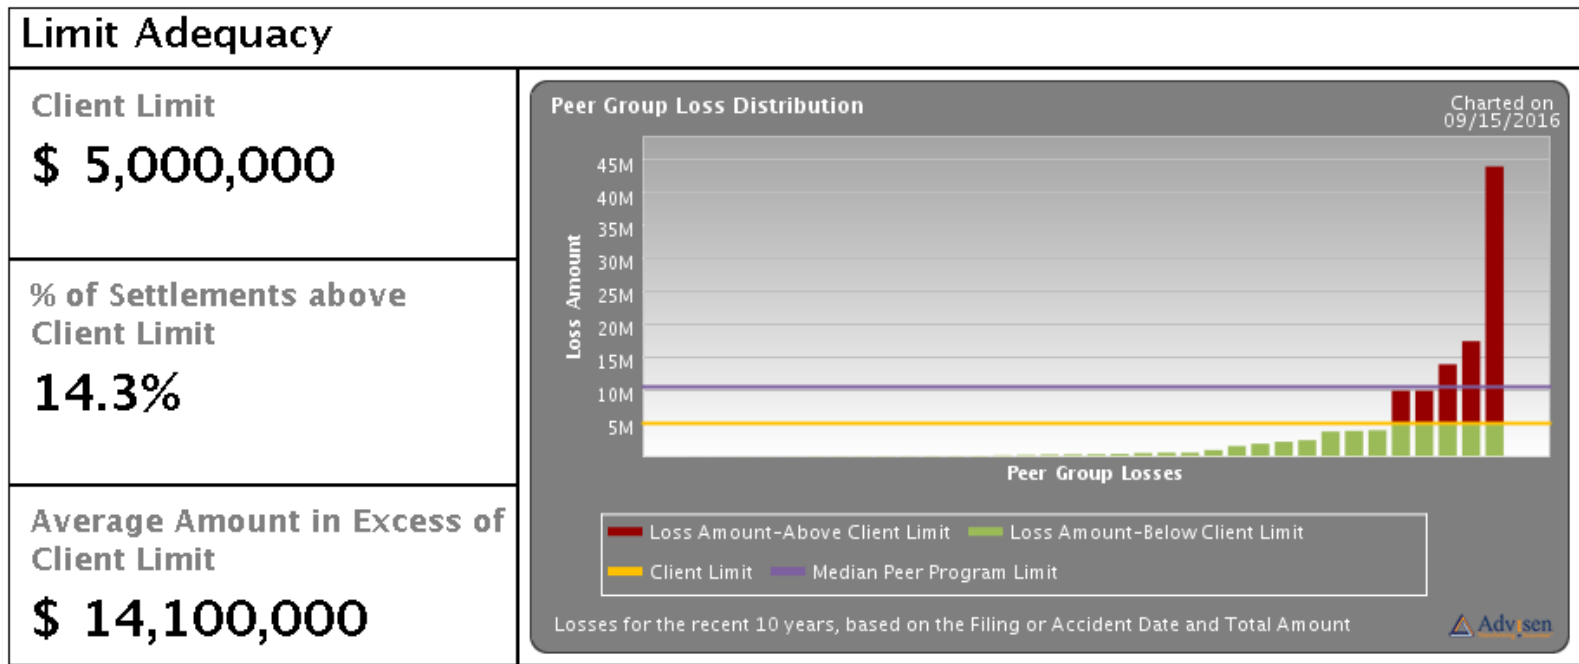 Limit Adequacy
Client Limit
$ 5,000,000
% of Settlements above
Client Limit
14.3%
Average Amount in Excess of
Client Limit
$ 14,100,000
Peer Group Loss Distribution
Charted on
09/15/2016
Loss Amount
45M
40M
35M
30M
25M
20M
15M
10M
5M
Peer Group Losses
Loss Amount-Above Client Limit
Loss Amount-Below Client Limit
Client Limit
Median Peer Program Limit
Losses for the recent 10 years, based on the Filing or Accident Date and Total Amount
Advisen